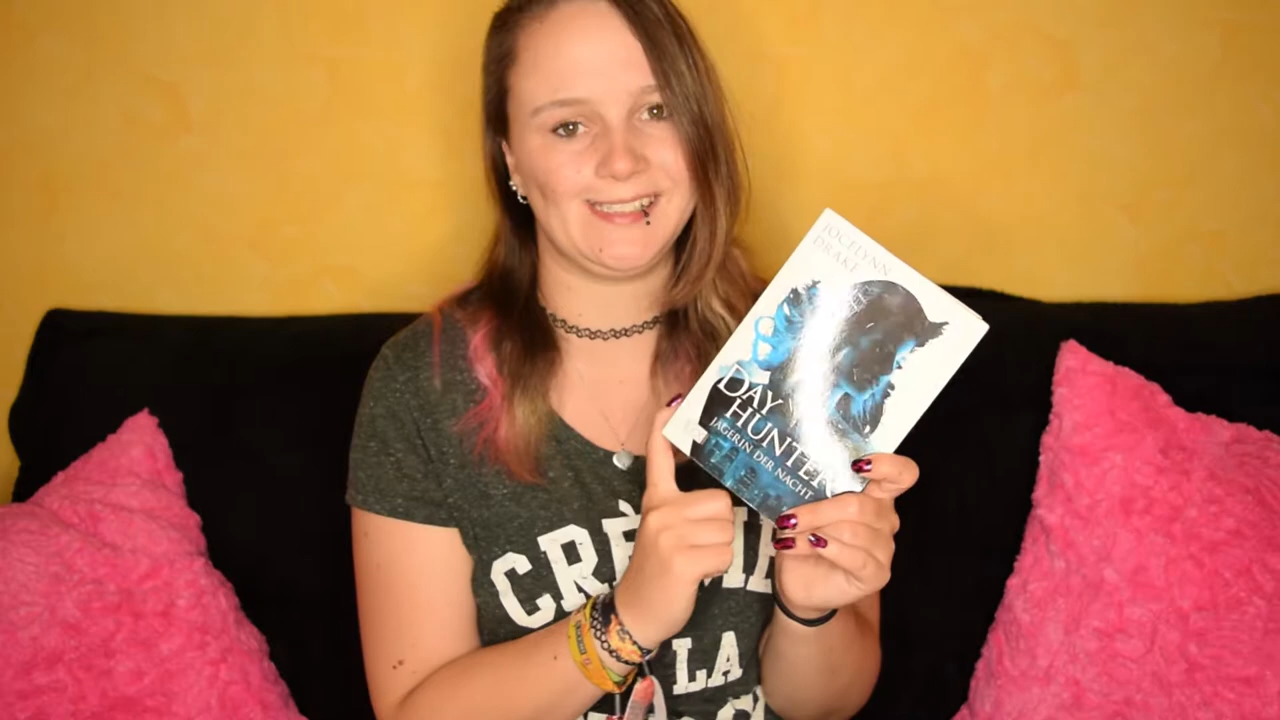 JOCELYNN
DRAKE
DAY
HUNTER
JÄGERIN DER NACHT
CRÈME
LA